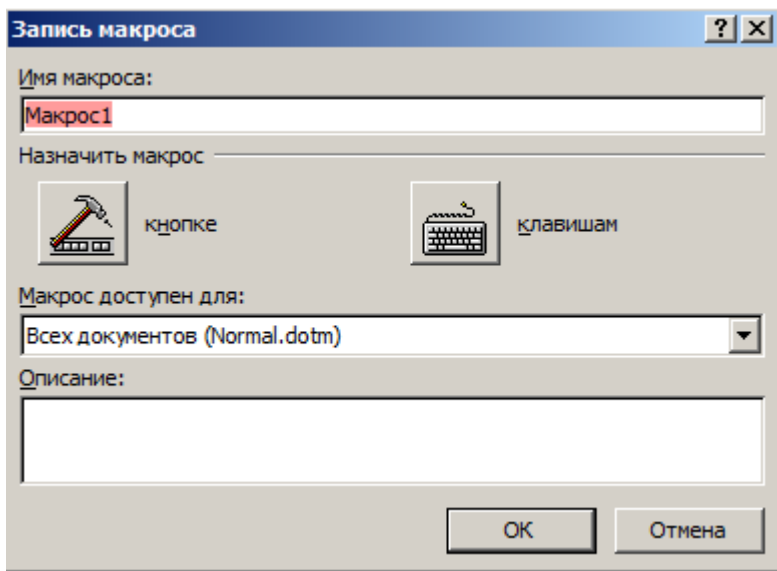 Запись макроса
Имя макроса:
Макрос1
Назначить макрос
кнопке клавишам
Макрос доступен для:
Всех документов (Normal.dotm)
Описание:
ОК Отмена